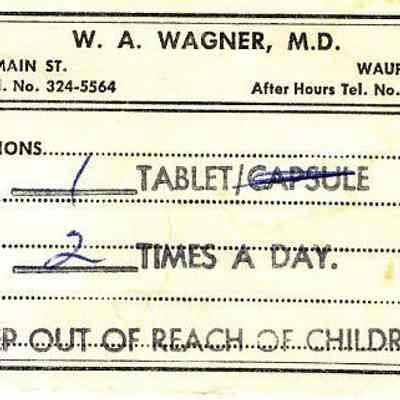 W. A. WAGNER, M.D.
MAIN ST. WAUP
l. No. 324-5564 After Hours Tel. No.
IONS
1 TABLET/CAPSULE
2 TIMES A DAY.
P OUT OF REACH OF CHILDR